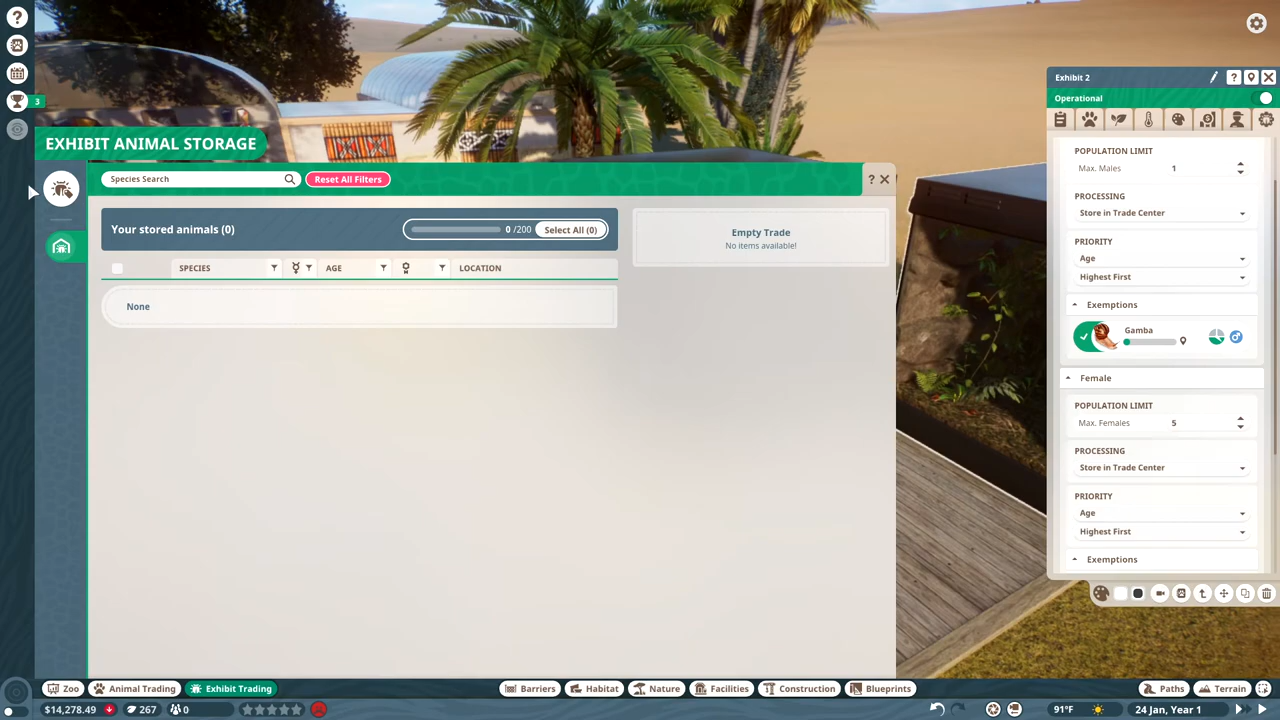 3
EXHIBIT ANIMAL STORAGE
Species Search
Reset All Filters
?
Your stored animals (0)
0 /200
Select All (0)
SPECIES
AGE
LOCATION
None
Empty Trade
No items available!
Exhibit 2
?
Operational
POPULATION LIMIT
Max. Males 1
PROCESSING
Store in Trade Center
PRIORITY
Age
Highest First
Exemptions
Gamba
Female
POPULATION LIMIT
Max. Females 5
PROCESSING
Store in Trade Center
PRIORITY
Age
Highest First
Exemptions
Zoo
Animal Trading
Exhibit Trading
Barriers
Habitat
Nature
Facilities
Construction
Blueprints
Paths
Terrain
$14,278.49
267
0
91°F
24 Jan, Year 1